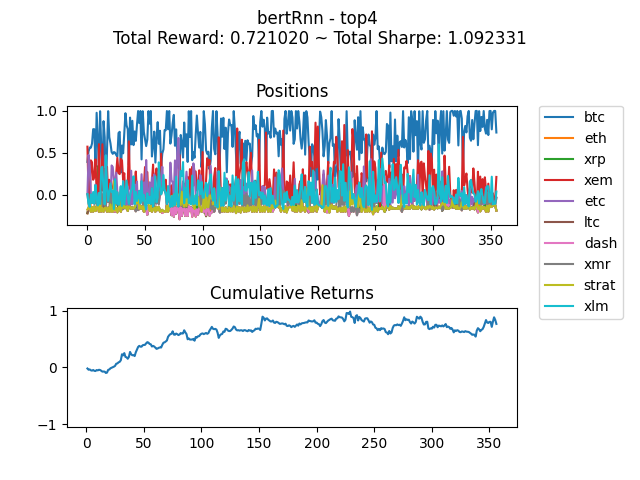 bertRnn - top4
Total Reward: 0.721020 ~ Total Sharpe: 1.092331
Positions
1.0
0.5
0.0
0 50 100 150 200 250 300 350
btc
eth
xrp
xem
etc
ltc
dash
xmr
strat
xlm
Cumulative Returns
1
−1
0 50 100 150 200 250 300 350